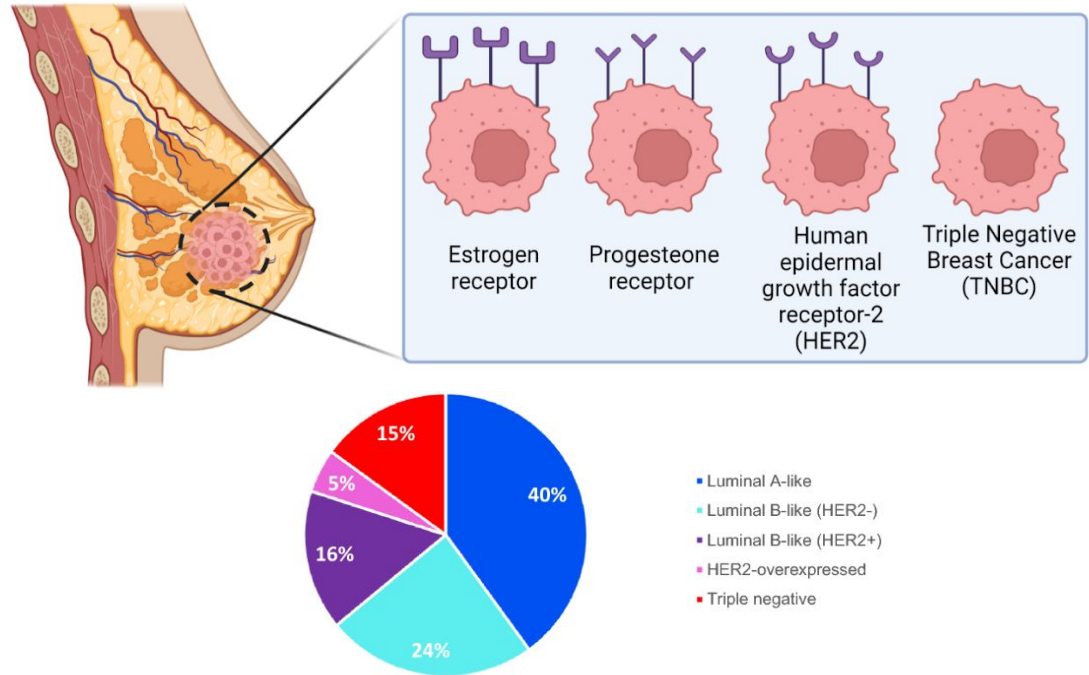 Estrogen
receptor
Progesteone
receptor
Human
epidermal
growth factor
receptor-2
(HER2)
Triple Negative
Breast Cancer
(TNBC)
15%
5%
40%
16%
24%
Luminal A-like
Luminal B-like (HER2-)
Luminal B-like (HER2+)
HER2-overexpressed
Triple negative